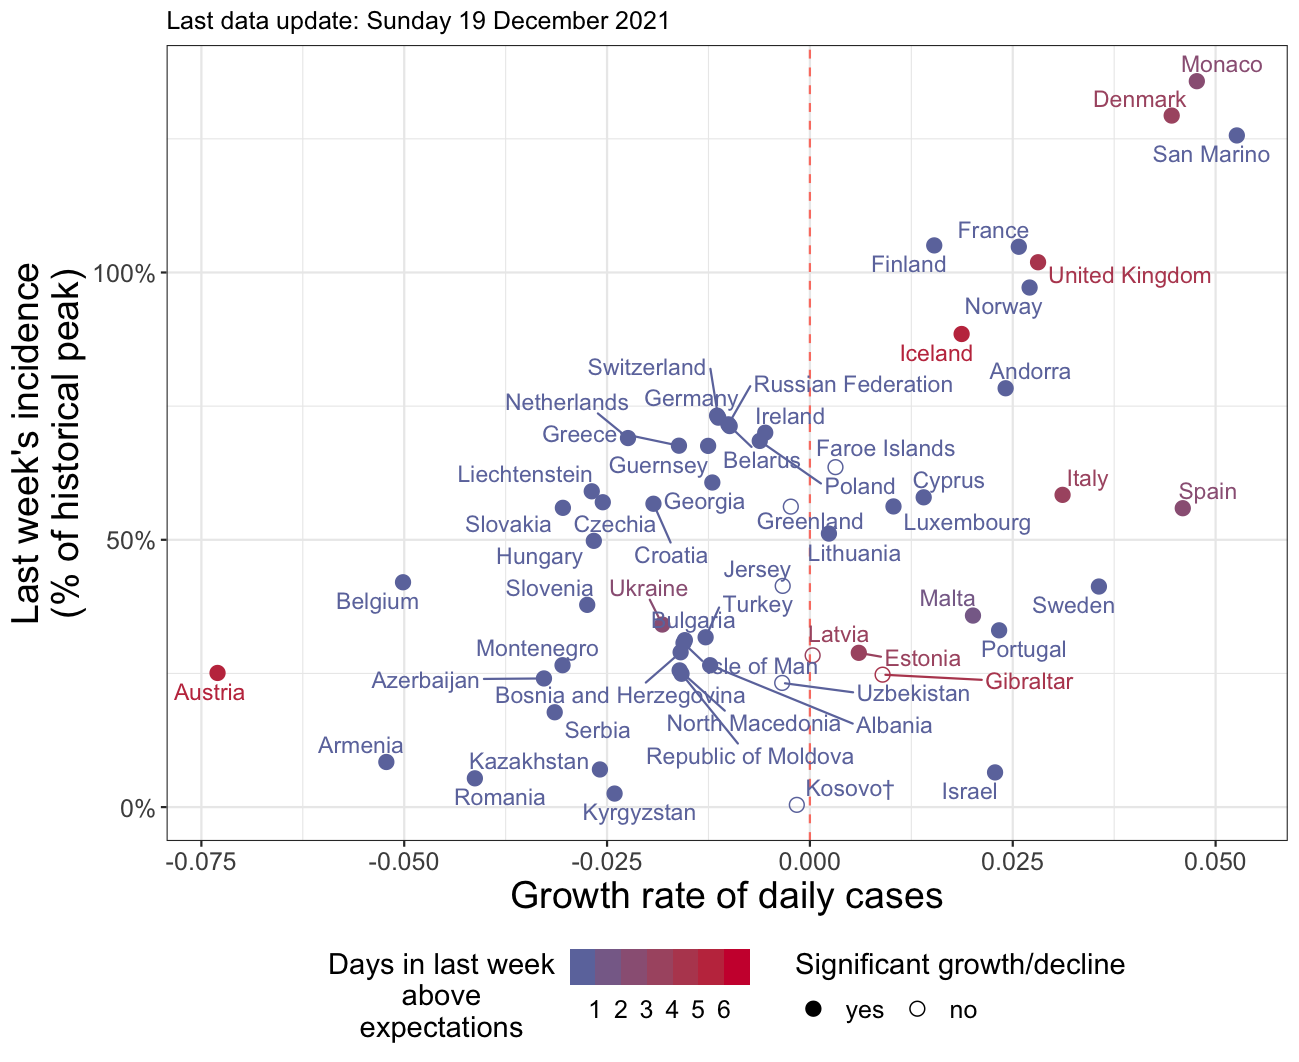 Last data update: Sunday 19 December 2021
Last week's incidence
(% of historical peak)
100%
50%
0%
Monaco
Denmark
San Marino
France
Finland
United Kingdom
Norway
Iceland
Andorra
Switzerland
Russian Federation
Germany
Netherlands
Ireland
Greece
Faroe Islands
Belarus
Guernsey
Liechtenstein
Italy
Cyprus
Poland
Spain
Georgia
Slovakia
Czechia
Greenland
Luxembourg
Hungary
Croatia
Lithuania
Jersey
Slovenia
Ukraine
Belgium
Turkey
Malta
Sweden
Bulgaria
Latvia
Montenegro
Portugal
Estonia
Isle of Man
Azerbaijan
Gibraltar
Austria
Bosnia and Herzegovina
Uzbekistan
North Macedonia
Albania
Serbia
Armenia
Republic of Moldova
Kazakhstan
Romania
Kosovo†
Israel
Kyrgyzstan
-0.075 -0.050 -0.025 0.000 0.025 0.050
Growth rate of daily cases
Days in last week
above
expectations
1 2 3 4 5 6
Significant growth/decline
yes no